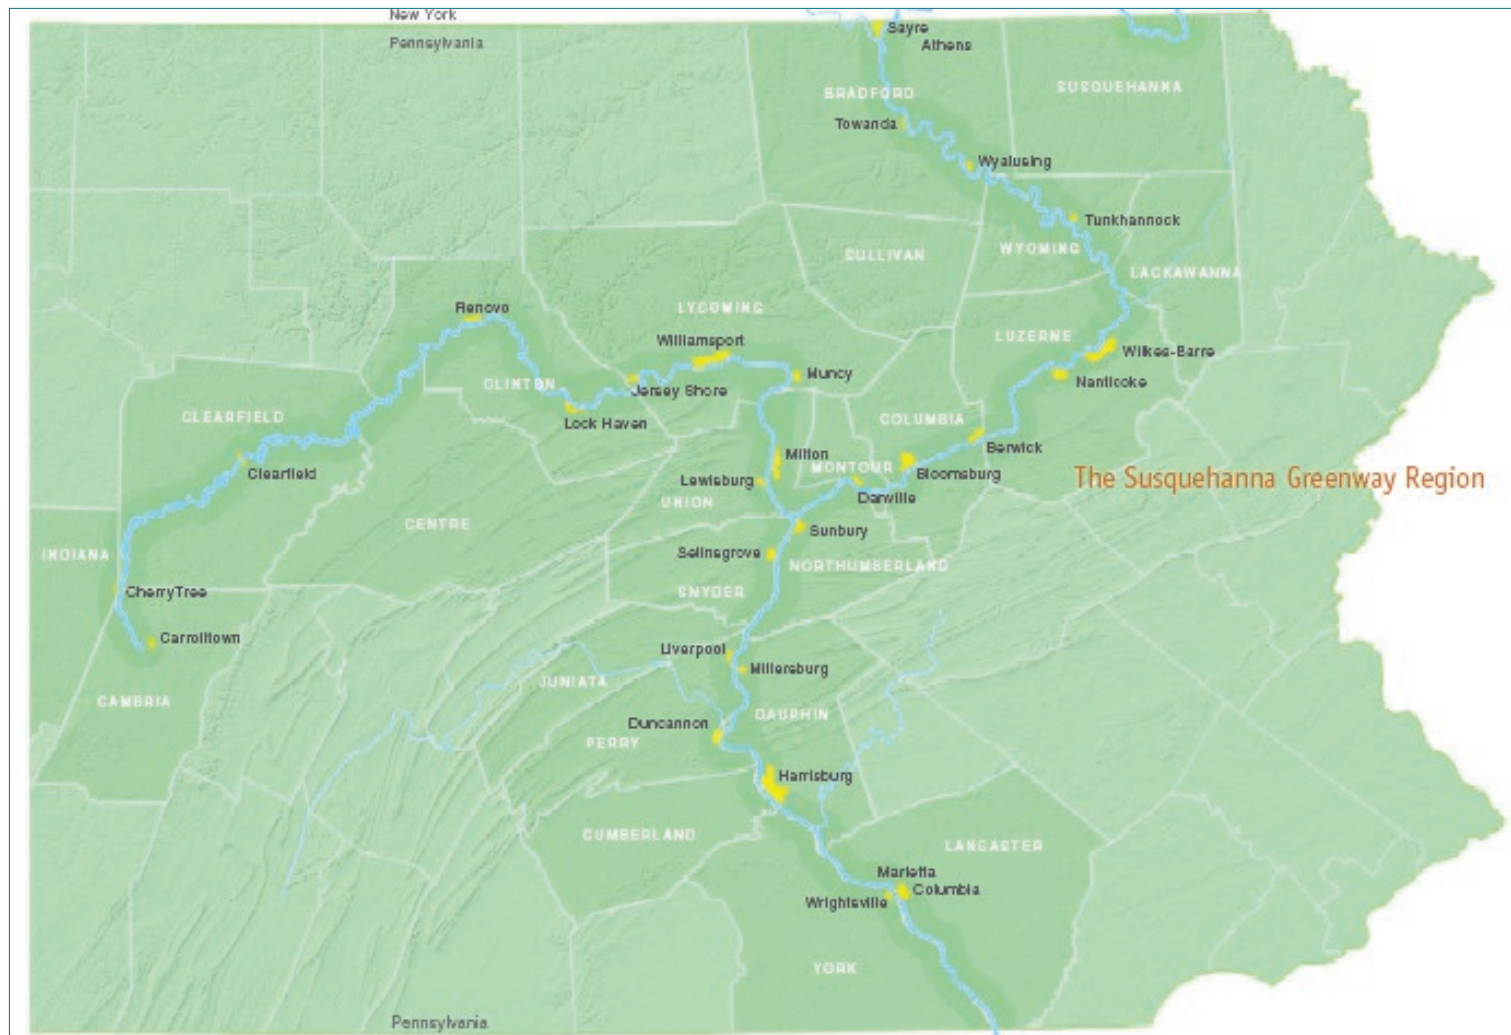 New York
Pennsylvania
Sayre
Athens
BRADFORD
SUSQUEHANNA
Towanda
Wyalusing
Tunkhannock
WYOMING
SULLIVAN
LACKAWANNA
Renovo
LYCOMING
Williamsport
LUZERNE
Wilkes-Barre
Muncy
Nanticoke
CLINTON
Jersey Shore
CLEARFIELD
Lock Haven
COLUMBIA
Berwick
Milton
MONTOUR
Bloomsburg
Clearfield
Lewisburg
Danville
The Susquehanna Greenway Region
UNION
CENTRE
Sunbury
INDIANA
Selinsgrove
NORTHUMBERLAND
CherryTree
SNYDER
Carrolltown
Liverpool
Millersburg
JUNIATA
CAMBRIA
DAUPHIN
Duncannon
PERRY
Harrisburg
CUMBERLAND
LANCASTER
Marietta
Columbia
Wrightsville
YORK
Pennsylvania